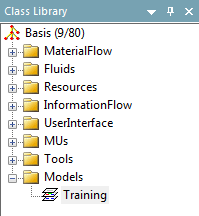 Class Library
Basis (9/80)
MaterialFlow
Fluids
Resources
InformationFlow
UserInterface
MUs
Tools
Models
Training